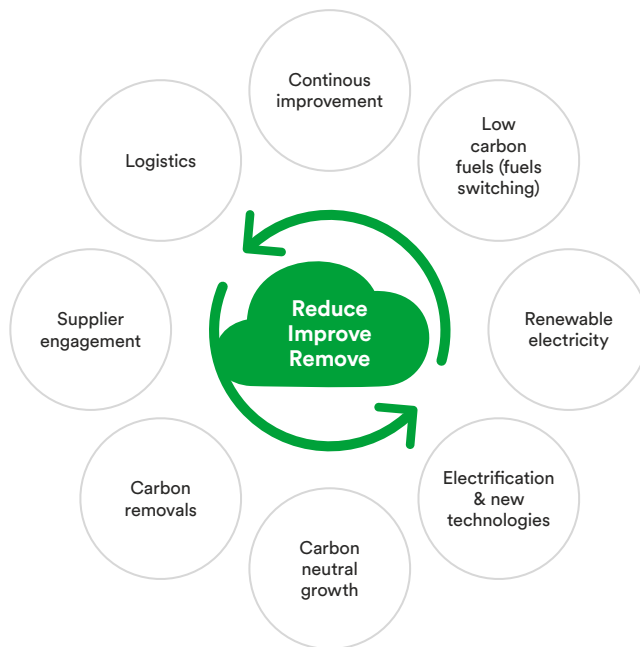 Continous
improvement
Low
carbon
fuels (fuels
switching)
Renewable
electricity
Electrification
& new
technologies
Carbon
neutral
growth
Carbon
removals
Supplier
engagement
Logistics
Reduce
Improve
Remove